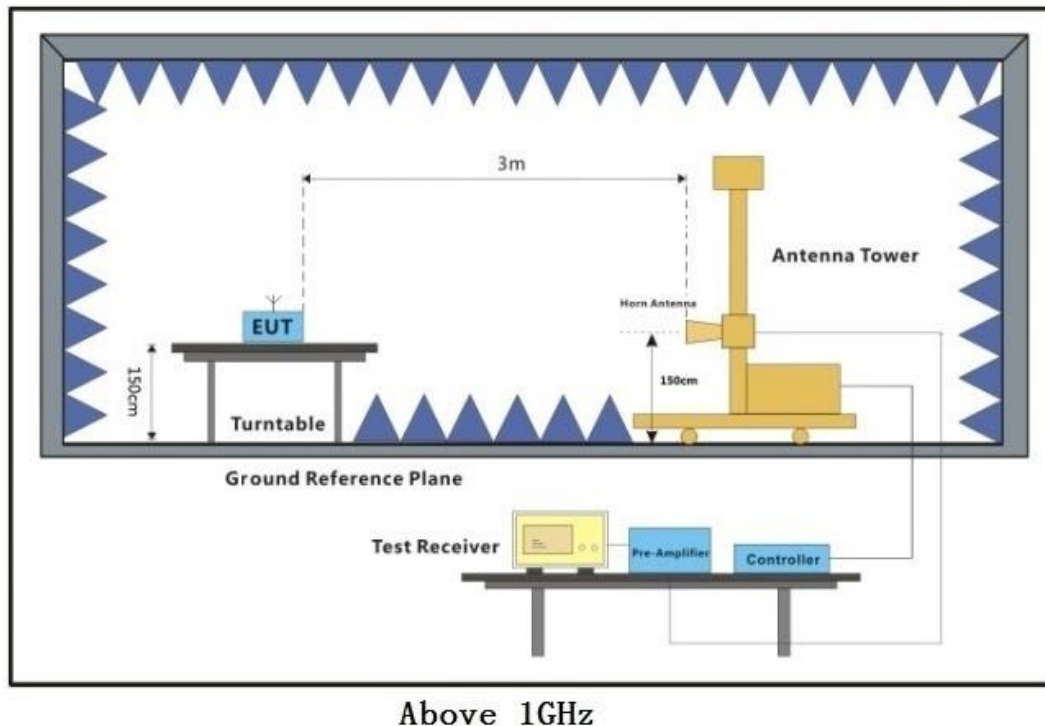 3m
Antenna Tower
Horn Antenna
EUT
150cm
150cm
Turntable
Ground Reference Plane
Test Receiver
Pre-Amplifier
Controller
Above 1GHz